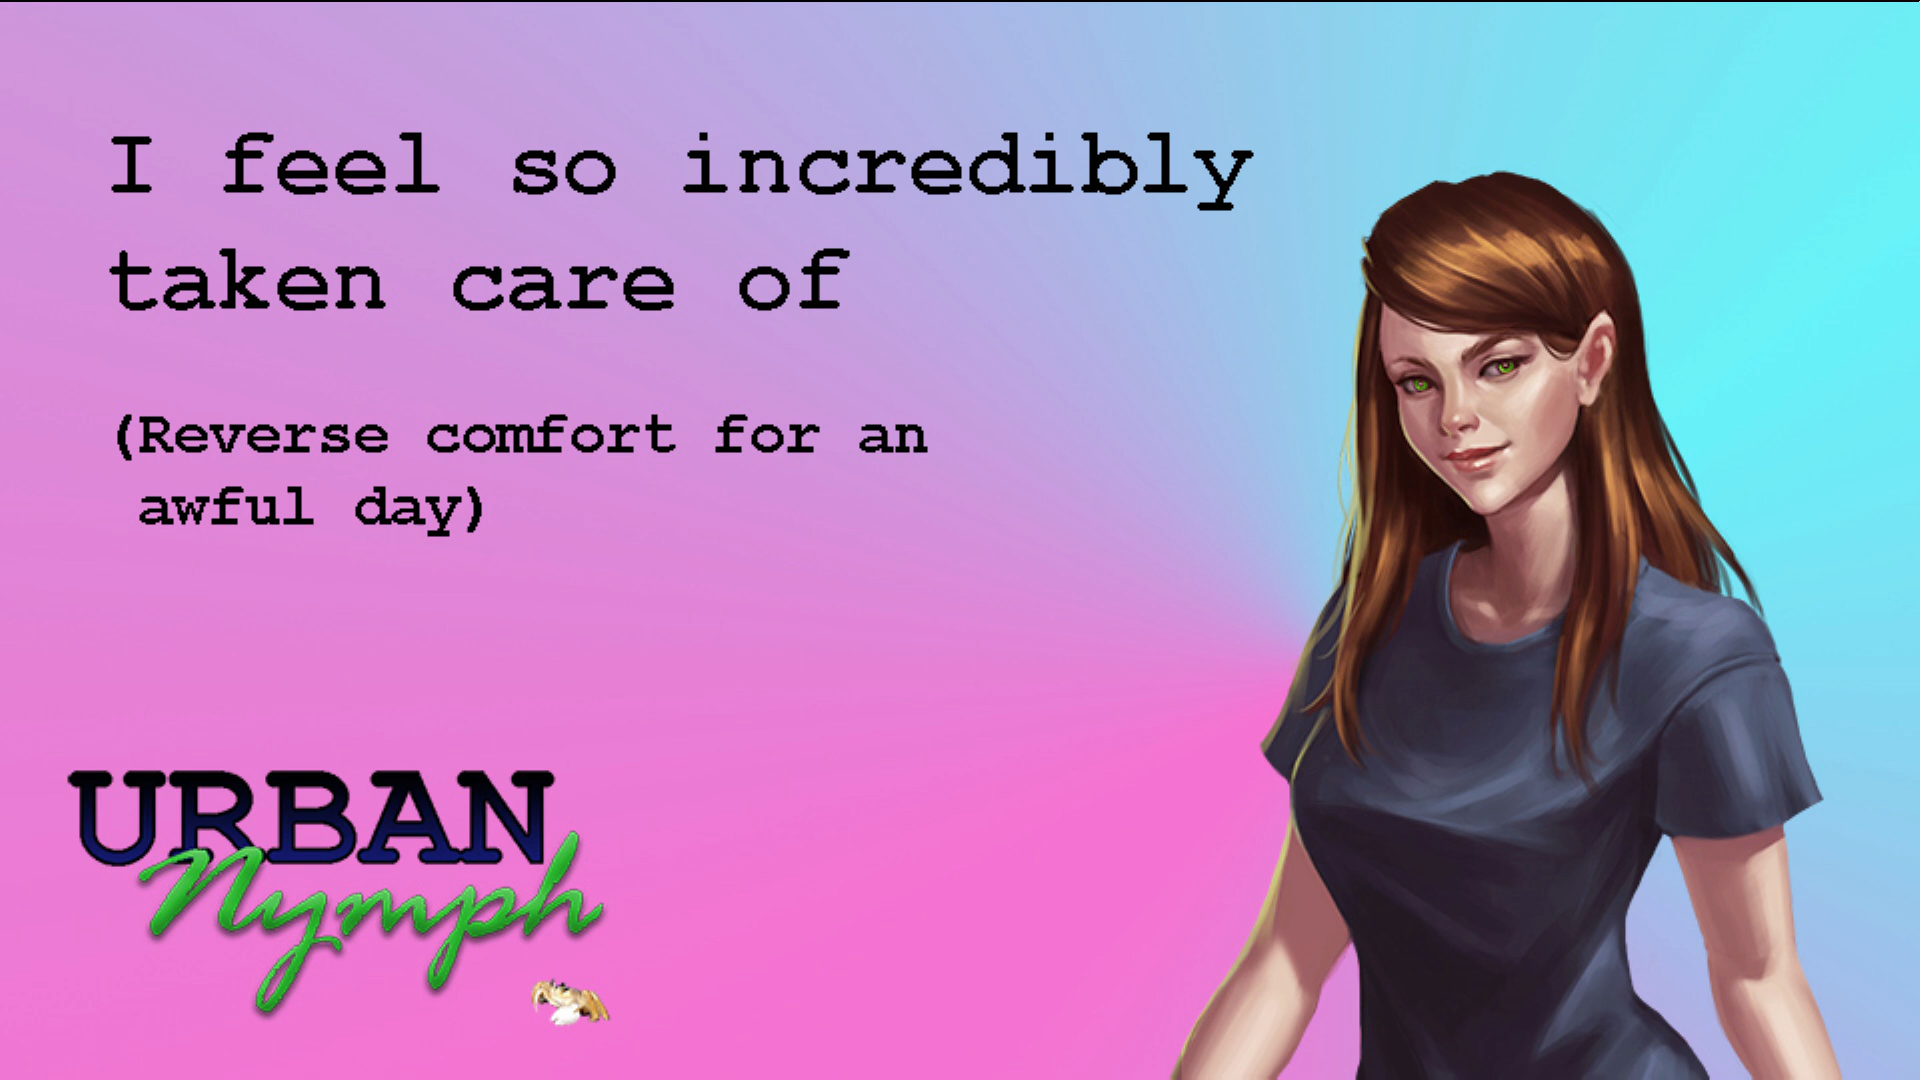 I feel so incredibly
taken care of
(Reverse comfort for an
awful day)
URBAN
Nymph